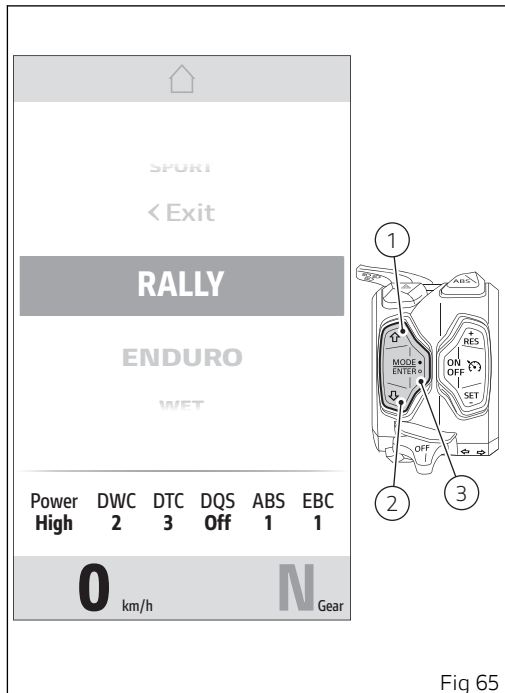 SPORT
< Exit
RALLY
ENDURO
WET
Power DWC DTC DQS ABS EBC
High 2 3 Off 1 1
0 km/h N Gear
1
ABS
+
RES
MODE
ENTER
ON
OFF
SET
-
OFF
2
3
Fig 65